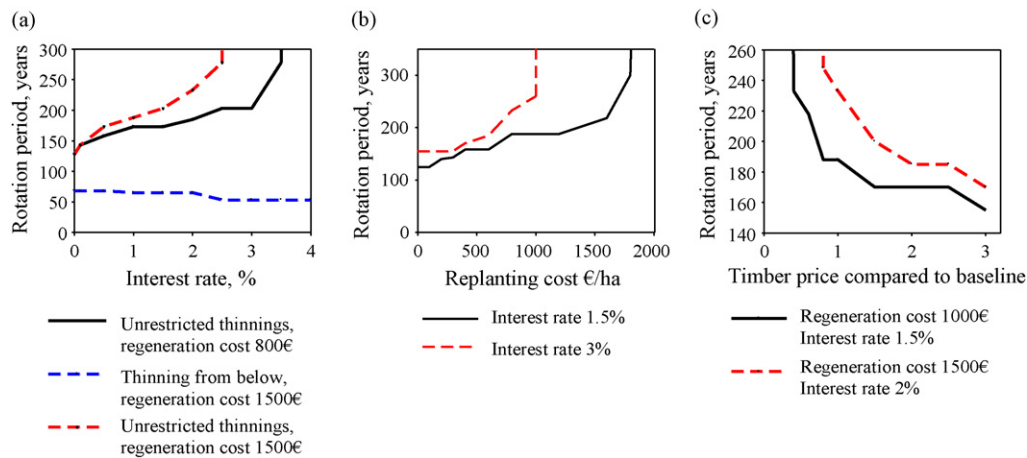 (a)
Rotation period, years
300
250
200
150
100
50
0
0 1 2 3 4
Interest rate, %
Unrestricted thinnings,
regeneration cost 800€
Thinning from below,
regeneration cost 1500€
Unrestricted thinnings,
regeneration cost 1500€
(b)
Rotation period, years
300
200
100
0
0 500 1000 1500 2000
Replanting cost €/ha
Interest rate 1.5%
Interest rate 3%
(c)
Rotation period, years
260
240
220
200
180
160
140
0 1 2 3
Timber price compared to baseline
Regeneration cost 1000€
Interest rate 1.5%
Regeneration cost 1500€
Interest rate 2%